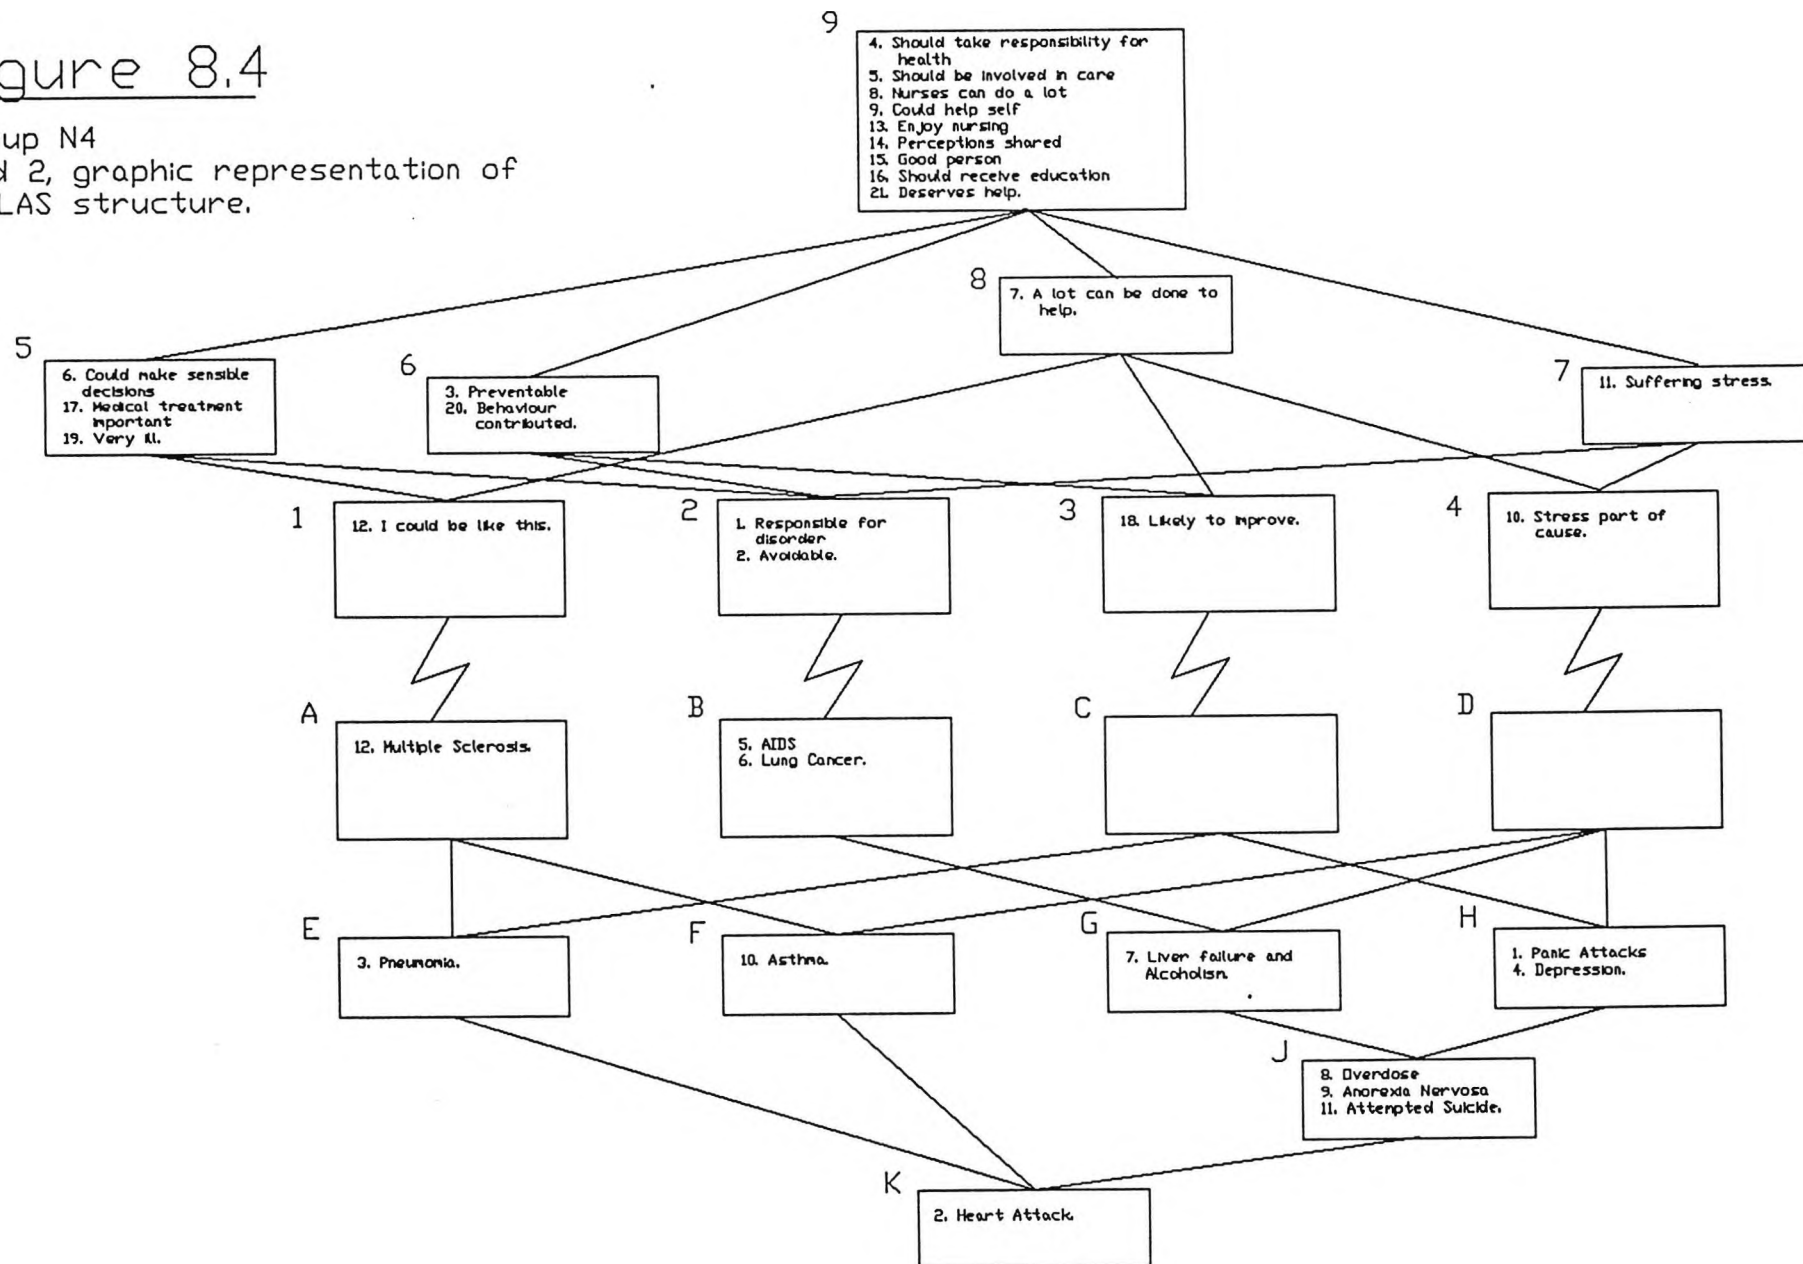 gure 8.4
up N4
d 2, graphic representation of
LAS structure.
9
4. Should take responsibility for
health
5. Should be involved in care
8. Nurses can do a lot
9. Could help self
13. Enjoy nursing
14. Perceptions shared
15. Good person
16. Should receive education
21. Deserves help.
8
7. A lot can be done to
help.
5
6. Could make sensible
decisions
17. Medical treatment
important
19. Very ill.
6
3. Preventable
20. Behaviour
contributed.
7
11. Suffering stress.
1
12. I could be like this.
2
1. Responsible for
disorder
2. Avoidable.
3
18. Likely to improve.
4
10. Stress part of
cause.
A
12. Multiple Sclerosis.
B
5. AIDS
6. Lung Cancer.
C
D
E
3. Pneumonia.
F
10. Asthma.
G
7. Liver failure and
Alcoholism.
H
1. Panic Attacks
4. Depression.
J
8. Overdose
9. Anorexia Nervosa
11. Attempted Suicide.
K
2. Heart Attack.